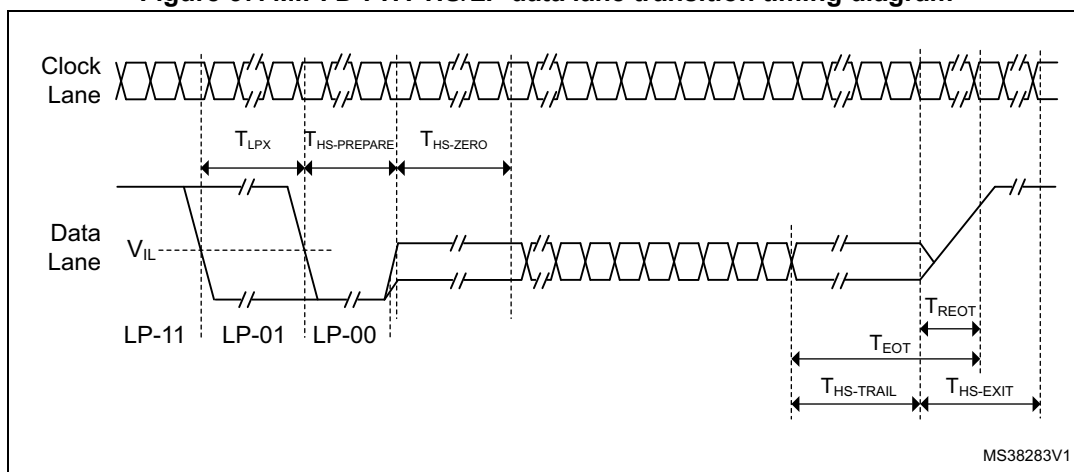 Figure MIPI D-PHY HS/LP data lane transition timing diagram
Clock
Lane
TLPX THS-PREPARE THS-ZERO
Data
Lane
VIL
LP-11 LP-01 LP-00
TREOT
TEOT
THS-TRAIL THS-EXIT
MS38283V1